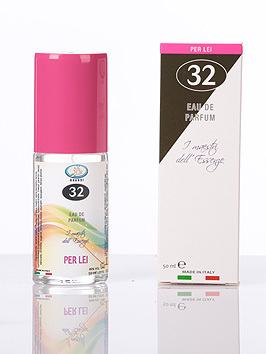 32
EAU DE
PARFUM
I maestri
dell'Essenze
PER LEI
PER LEI
32
EAU DE
PARFUM
I maestri
dell'Essenze
50 ml e
MADE IN ITALY